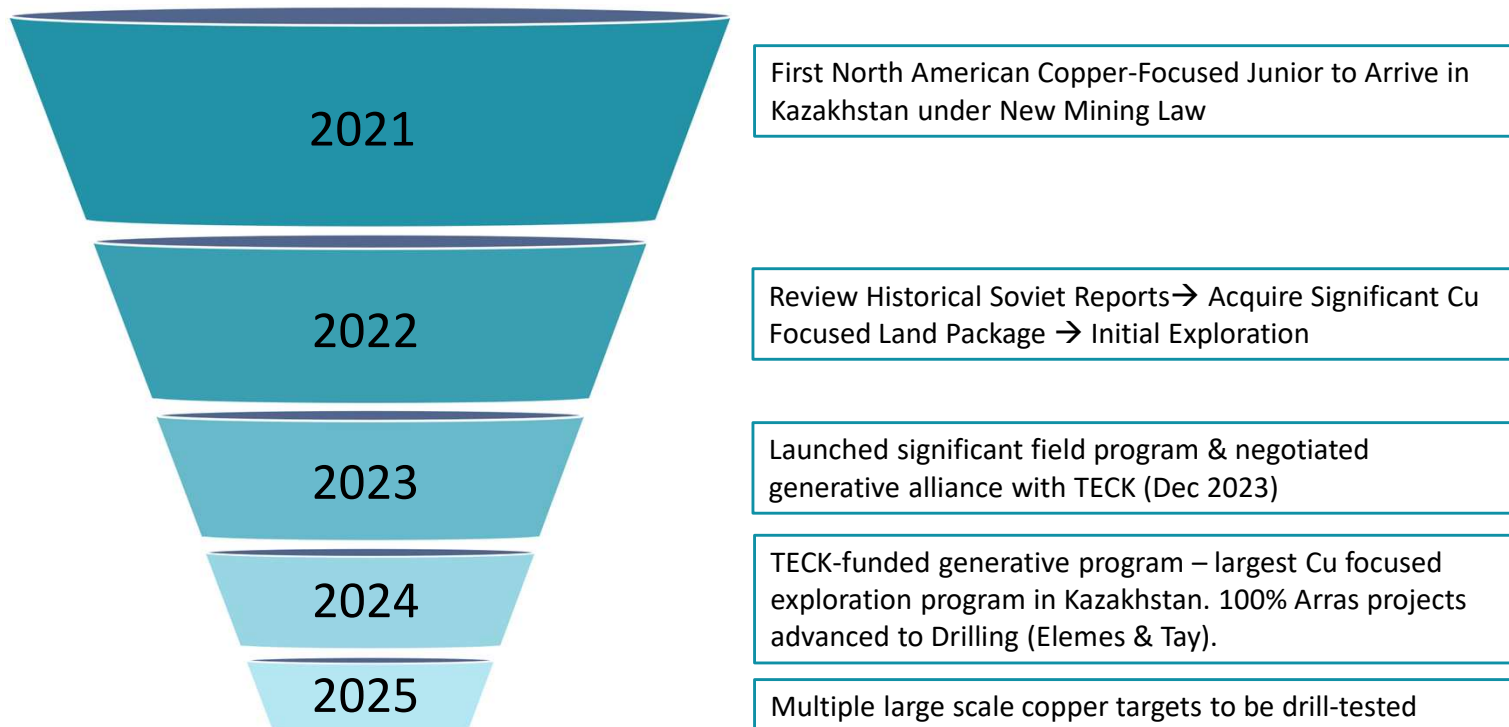 2021
First North American Copper-Focused Junior to Arrive in
Kazakhstan under New Mining Law
2022
Review Historical Soviet Reports→ Acquire Significant Cu
Focused Land Package → Initial Exploration
2023
Launched significant field program & negotiated
generative alliance with TECK (Dec 2023)
2024
TECK-funded generative program – largest Cu focused
exploration program in Kazakhstan. 100% Arras projects
advanced to Drilling (Elemes & Tay).
2025
Multiple large scale copper targets to be drill-tested